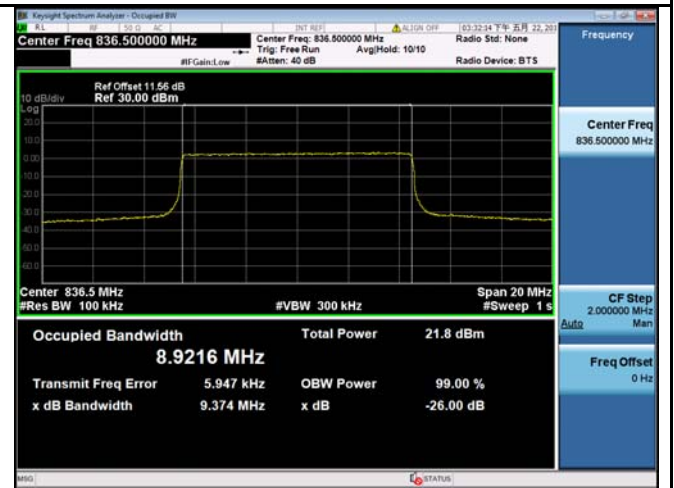 Keysight Spectrum Analyzer - Occupied BW
RL RF 50 Ω AC INT REF ALIGN OFF 03:32:14 下午 五月 22, 201
Center Freq 836.500000 MHz
Center Freq: 836.500000 MHz
Radio Std: None
Trig: Free Run Avg|Hold: 10/10
#IFGain:Low
#Atten: 40 dB
Radio Device: BTS
Frequency
Ref Offset 11.56 dB
10 dB/div Ref 30.00 dBm
Log
20.0
10.0
0.00
-10.0
-20.0
-30.0
-40.0
-50.0
-60.0
Center 836.5 MHz
Span 20 MHz
#Res BW 100 kHz
#VBW 300 kHz
#Sweep 1 s
Center Freq
836.500000 MHz
CF Step
2.000000 MHz
Auto Man
Freq Offset
0 Hz
Occupied Bandwidth
Total Power 21.8 dBm
8.9216 MHz
Transmit Freq Error 5.947 kHz
OBW Power 99.00 %
x dB Bandwidth 9.374 MHz
x dB -26.00 dB
MSG
STATUS